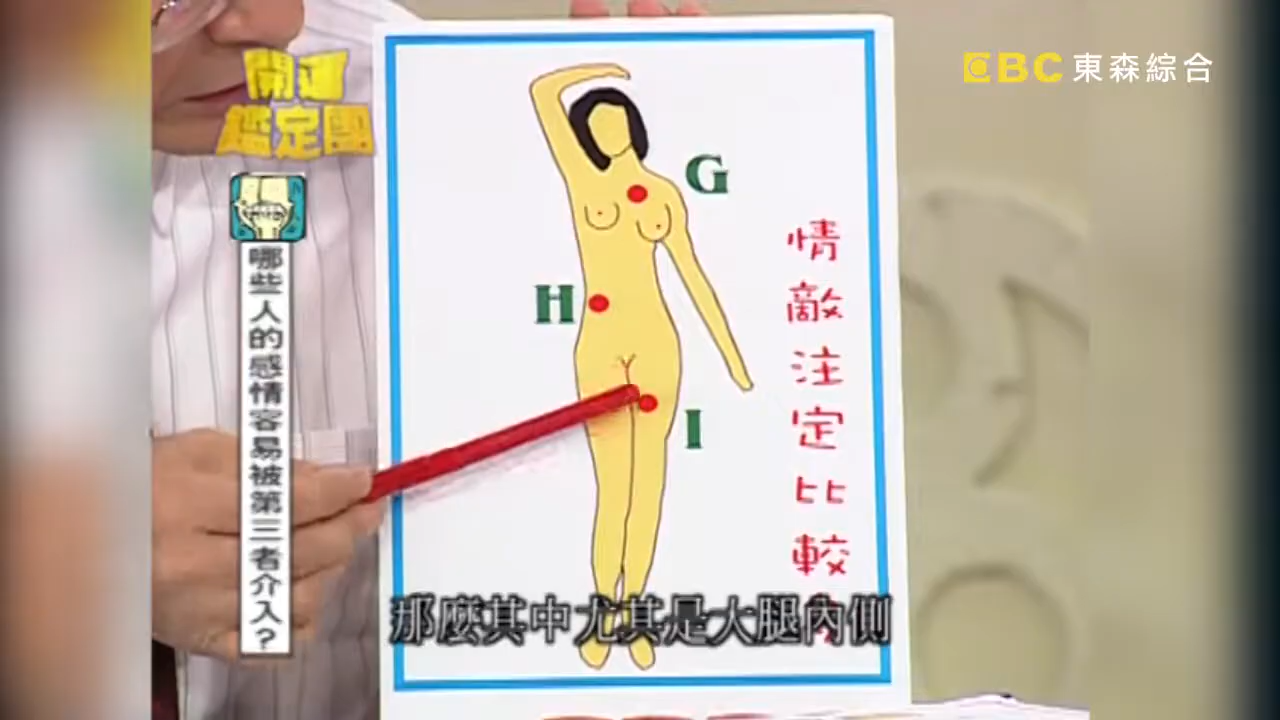 開運
鑑定團
EBC 東森綜合
哪些人的感情容易被第三者介入?
G
H
I
情敵注定比較
那麼其中尤其是大腿內側